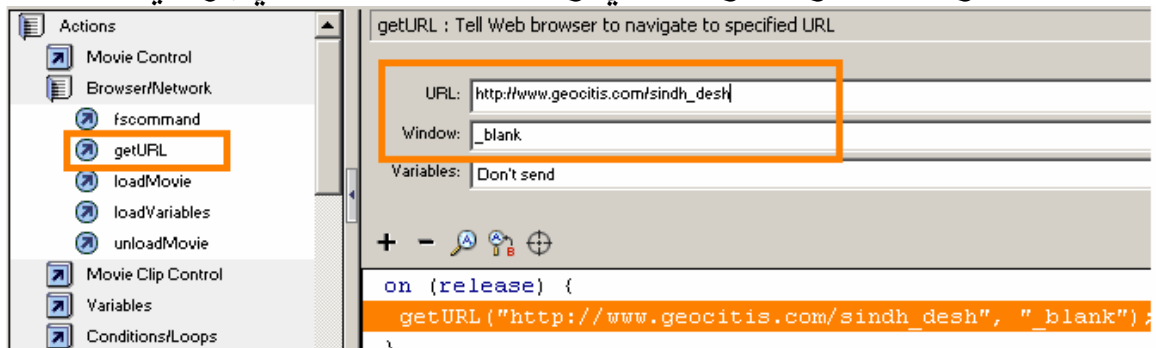 Actions
Movie Control
Browser/Network
fscommand
getURL
loadMovie
loadVariables
unloadMovie
Movie Clip Control
Variables
Conditions/Loops
getURL : Tell Web browser to navigate to specified URL
URL: http://www.geocitis.com/sindh_desh
Window: _blank
Variables: Don't send
on (release) {
getURL("http://www.geocitis.com/sindh_desh", "_blank");
}